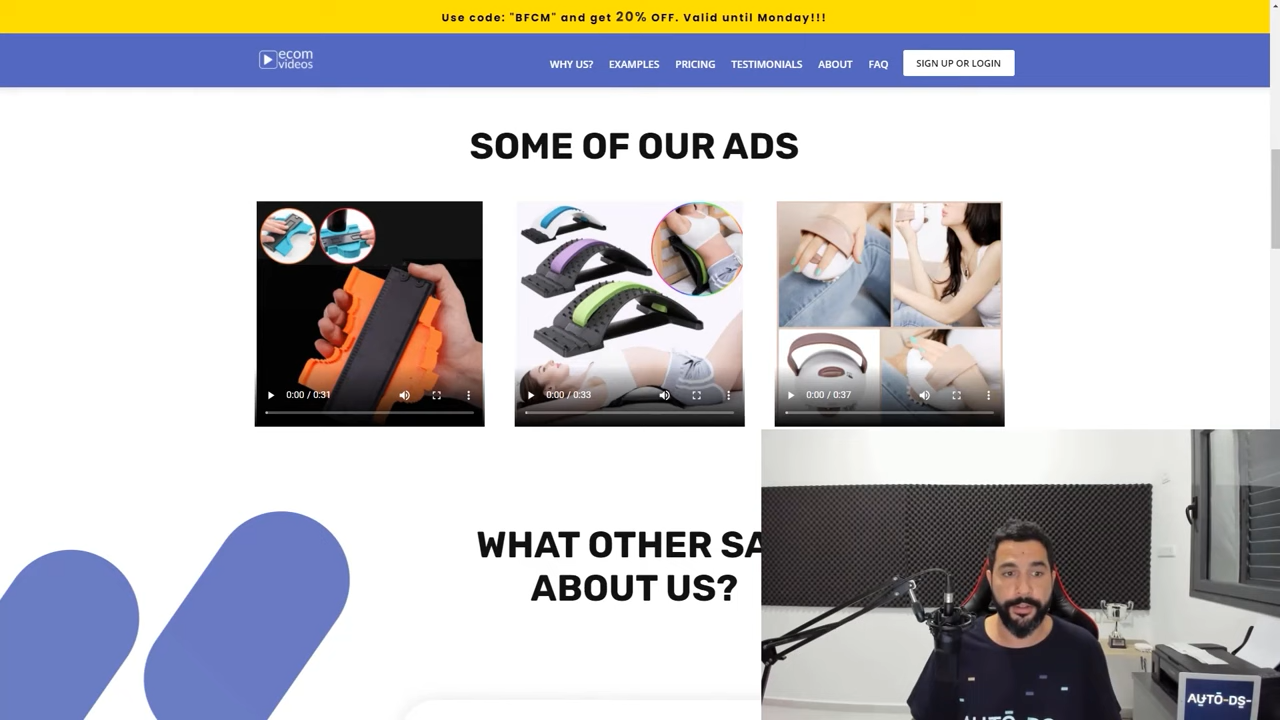 Use code: "BFCM" and get 20% OFF. Valid until Monday!!!
ecom
videos
WHY US? EXAMPLES PRICING TESTIMONIALS ABOUT FAQ SIGN UP OR LOGIN
SOME OF OUR ADS
0:00 / 0:31
0:00 / 0:33
0:00 / 0:37
WHAT OTHER SA
ABOUT US?
AUTO-DS-
AUTO-DS